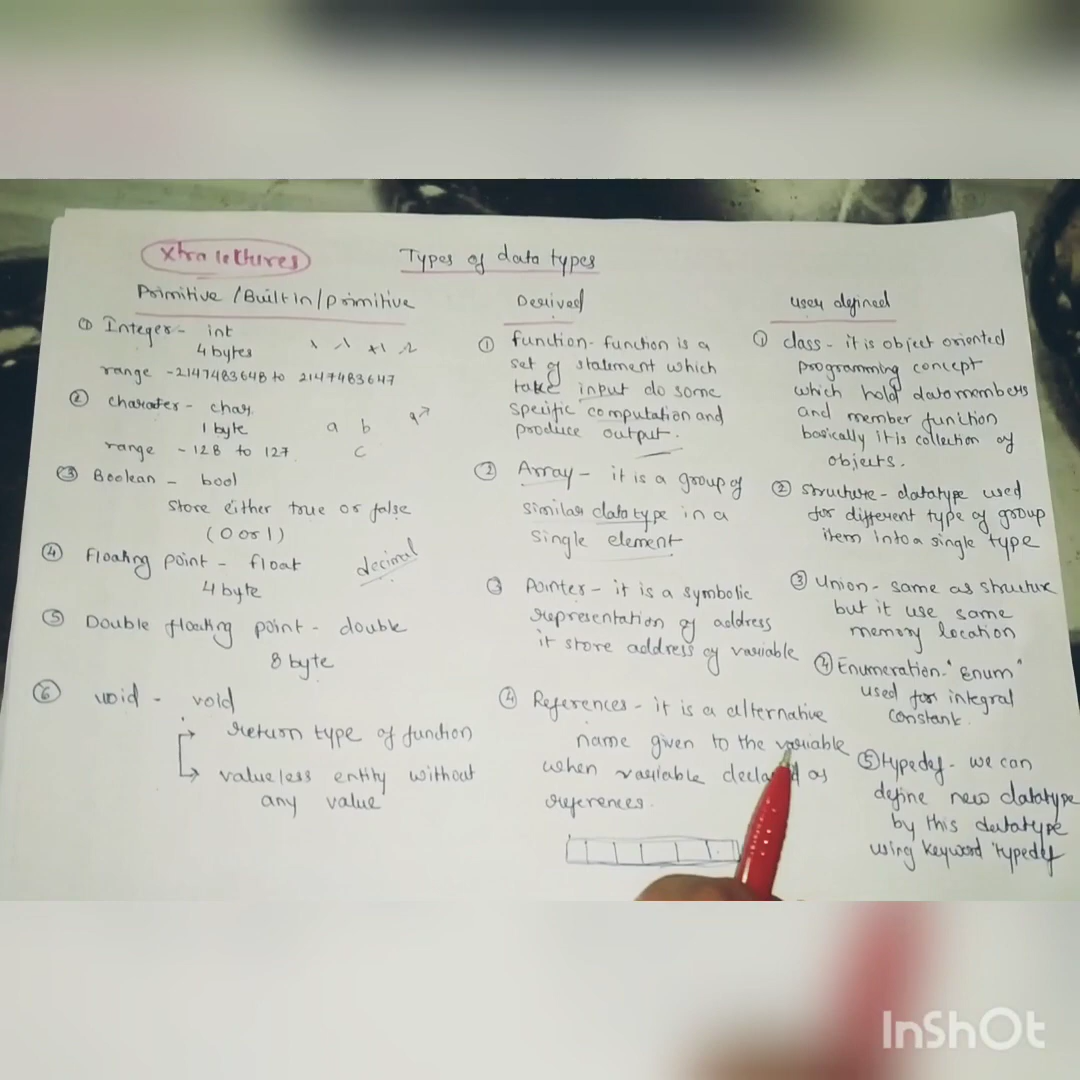 Xtra lectures
Types of data types
Primitive / Built In / primitive
① Integer - int
4 bytes
range -2147483648 to 2147483647
② Character - char
1 byte
a b
c
range -128 to 127
③ Boolean - bool
store either true or false
(0 or 1)
④ Floating point - float
decimal
4 byte
⑤ Double floating point - double
8 byte
⑥ void - void
return type of function
valueless entity without
any value
Derived
① function - function is a
set of statement which
take input do some
specific computation and
produce output.
② Array - it is a group of
similar data type in a
single element
③ Pointer - it is a symbolic
representation of address
it store address of variable
④ References - it is a alternative
name given to the variable
when variable declared as
references.
user defined
① class - it is object oriented
programming concept
which hold datamembers
and member function
basically it is collection of
objects.
② structure - datatype used
for different type of group
item into a single type
③ Union - same as structure
but it use same
memory location
④ Enumeration - "Enum"
used for integral
constant.
⑤ typedef - we can
define new datatype
by this datatype
using keyword 'typedef
InShOt